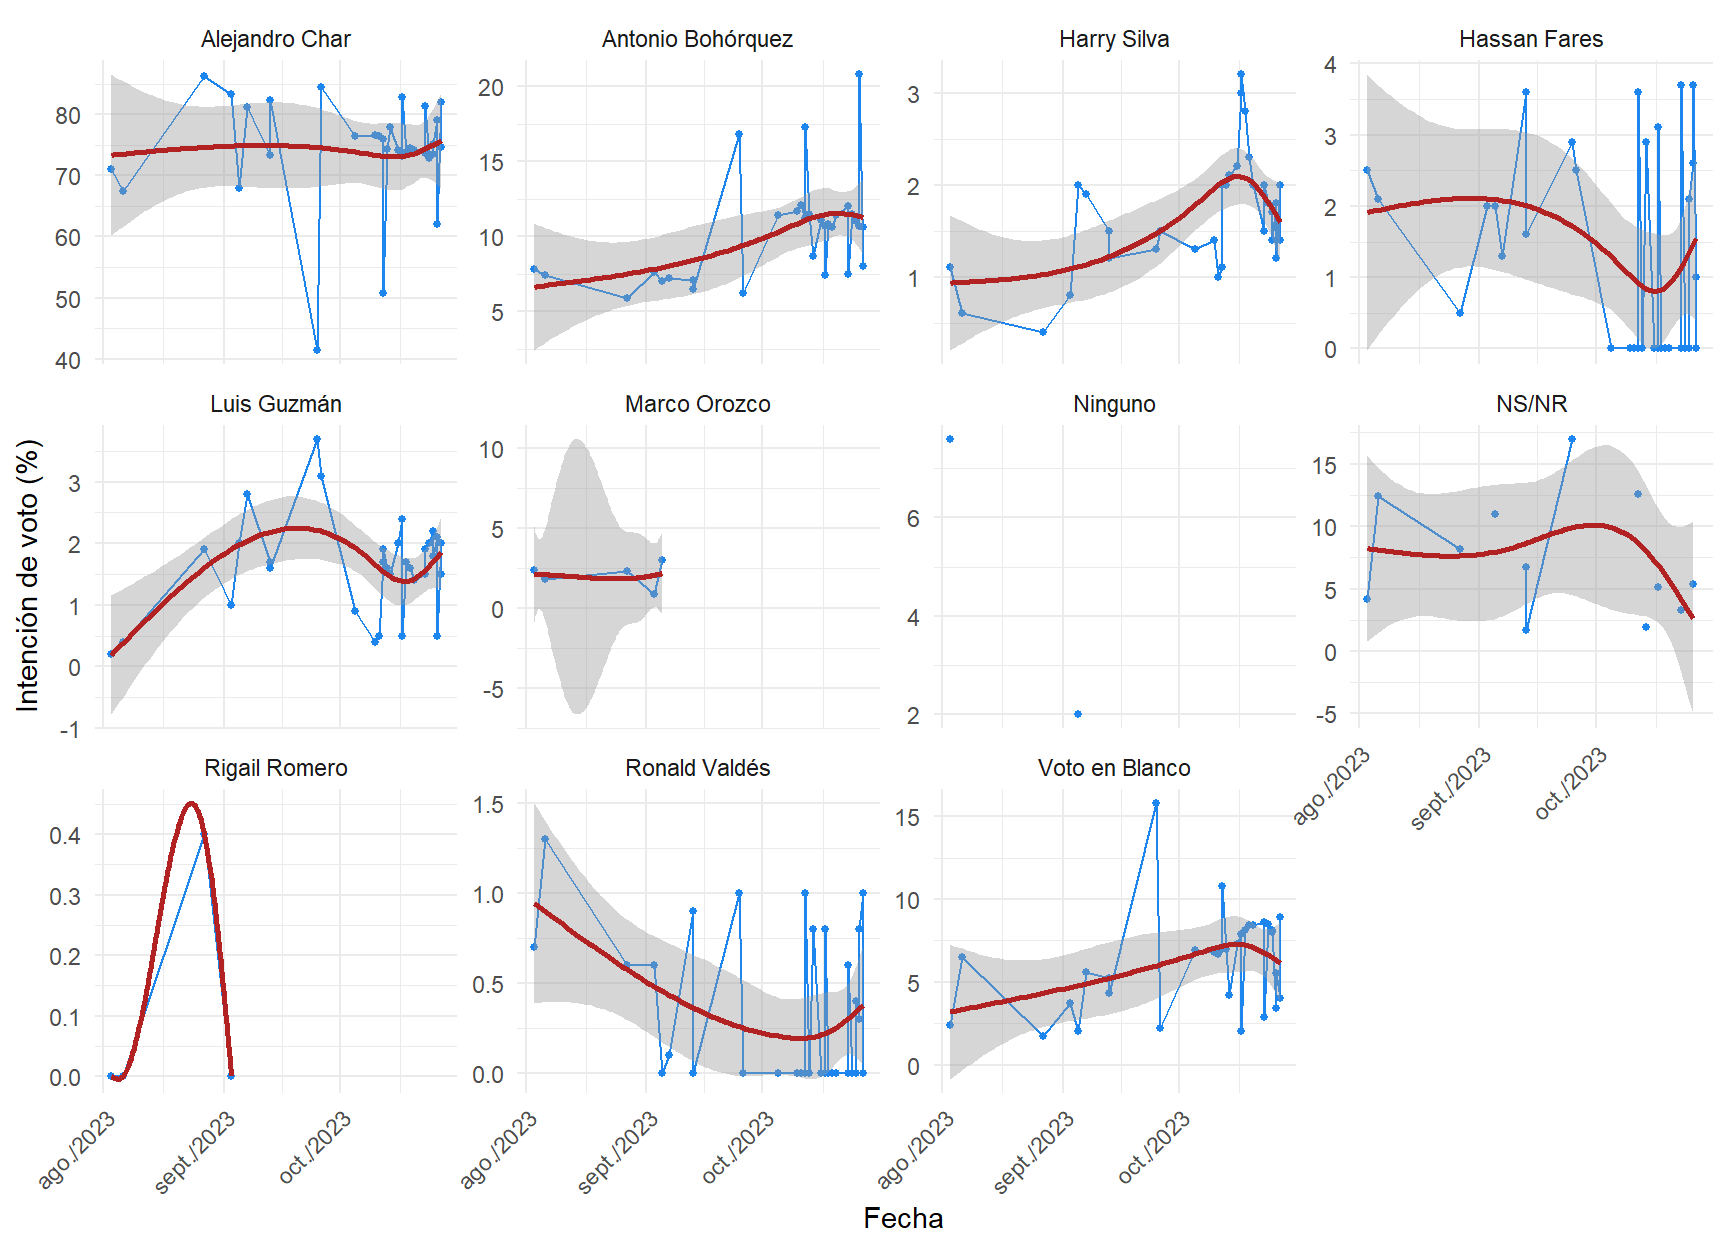 Alejandro Char
Antonio Bohórquez
Harry Silva
Hassan Fares
80
70
60
50
40
20
15
10
5
3
2
1
4
3
2
1
0
Luis Guzmán
Marco Orozco
Ninguno
NS/NR
3
2
1
0
-1
10
5
0
-5
6
4
2
15
10
5
0
-5
ago./2023
sept./2023
oct./2023
Rigail Romero
Ronald Valdés
Voto en Blanco
0.4
0.3
0.2
0.1
0.0
1.5
1.0
0.5
0.0
15
10
5
0
ago./2023
sept./2023
oct./2023
ago./2023
sept./2023
oct./2023
ago./2023
sept./2023
oct./2023
Intención de voto (%)
Fecha